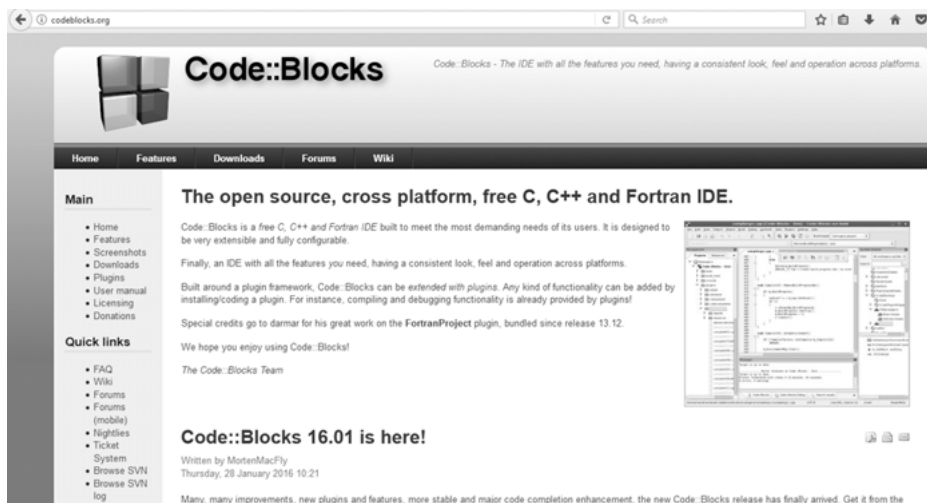 codeblocks.org
Search
Code::Blocks
Code::Blocks - The IDE with all the features you need, having a consistent look, feel and operation across platforms.
Home
Features
Downloads
Forums
Wiki
Main
Home
Features
Screenshots
Downloads
Plugins
User manual
Licensing
Donations
Quick links
FAQ
Wiki
Forums
Forums
(mobile)
Nightlies
Ticket
System
Browse SVN
Browse SVN
log
The open source, cross platform, free C, C++ and Fortran IDE.
Code::Blocks is a free C, C++ and Fortran IDE built to meet the most demanding needs of its users. It is designed to
be very extensible and fully configurable.
Finally, an IDE with all the features you need, having a consistent look, feel and operation across platforms.
Built around a plugin framework, Code::Blocks can be extended with plugins. Any kind of functionality can be added by
installing/coding a plugin. For instance, compiling and debugging functionality is already provided by plugins!
Special credits go to darmar for his great work on the FortranProject plugin, bundled since release 13.12.
We hope you enjoy using Code::Blocks!
The Code::Blocks Team
Code::Blocks 16.01 is here!
Written by MortenMacFly
Thursday, 28 January 2016 10:21
Many, many improvements, new plugins and features, more stable and major code completion enhancement, the new Code::Blocks release has finally arrived. Get it from the